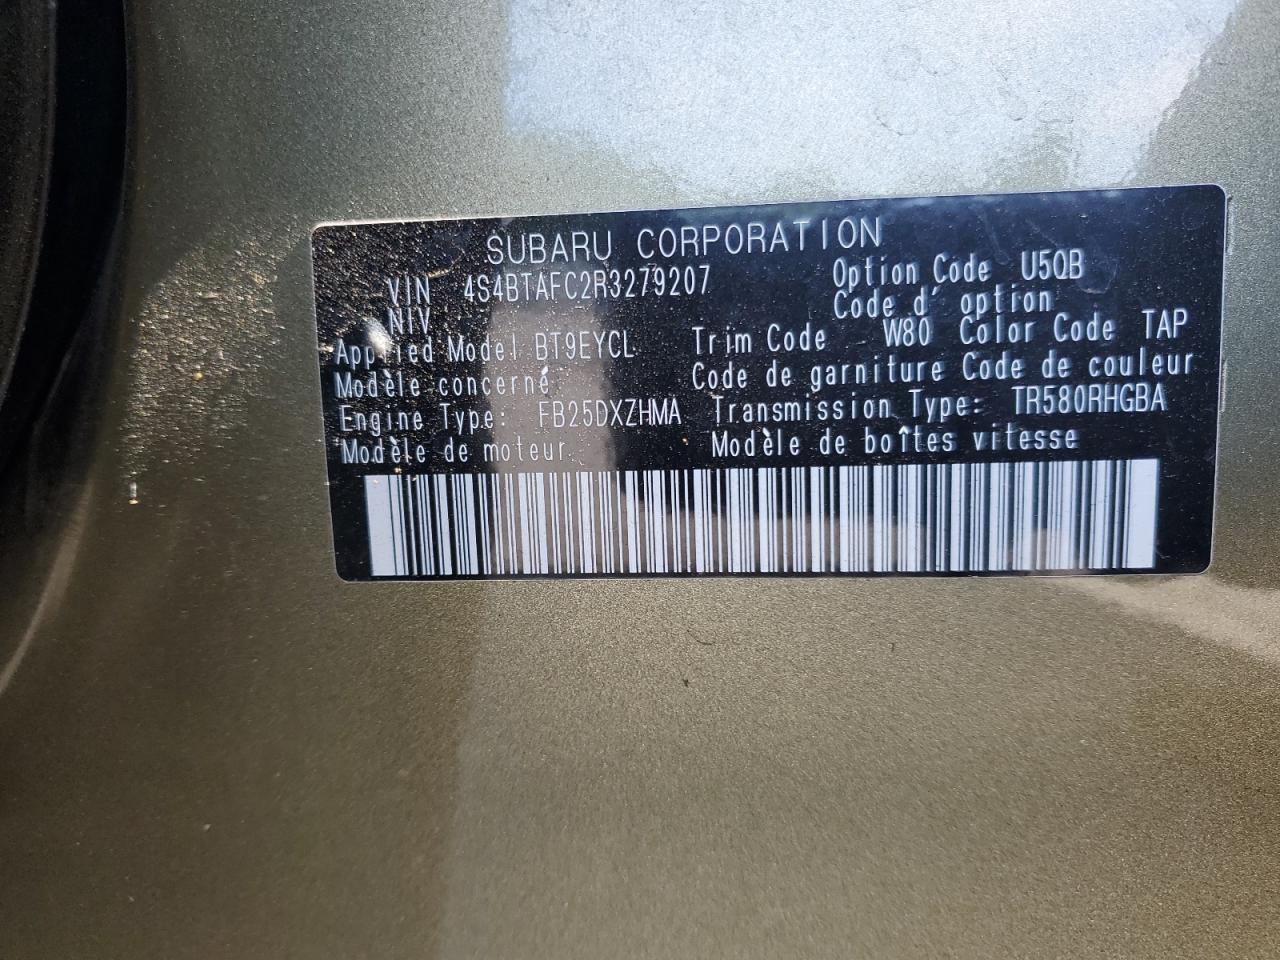 SUBARU CORPORATION
VIN 4S4BTAFC2R3279207 Option Code U5QB
NIV Code d' option
Applied Model BT9EYCL Trim Code W80 Color Code TAP
Modèle concerné Code de garniture Code de couleur
Engine Type: FB25DXZHMA Transmission Type: TR580RHGBA
Modèle de moteur Modèle de boîtes vitesse